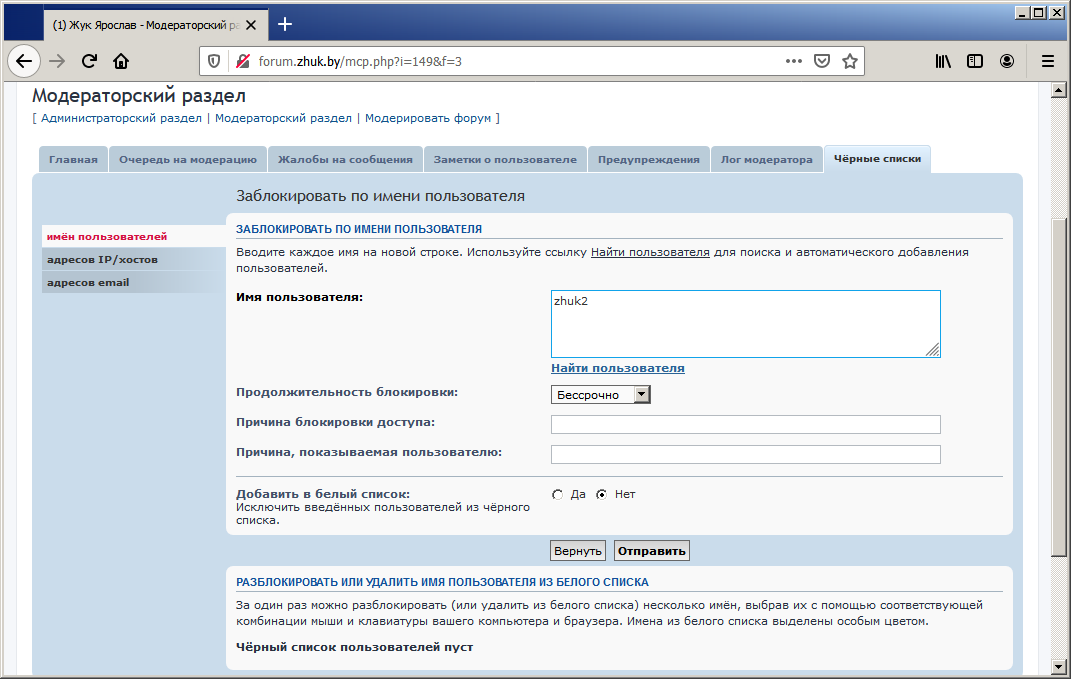 (1) Жук Ярослав - Модераторский ра
forum.zhuk.by/mcp.php?i=149&f=3
Модераторский раздел
[ Администраторский раздел | Модераторский раздел | Модерировать форум ]
Главная Очередь на модерацию Жалобы на сообщения Заметки о пользователе Предупреждения Лог модератора Чёрные списки
Заблокировать по имени пользователя
имён пользователей
адресов IP/хостов
адресов email
ЗАБЛОКИРОВАТЬ ПО ИМЕНИ ПОЛЬЗОВАТЕЛЯ
Вводите каждое имя на новой строке. Используйте ссылку Найти пользователя для поиска и автоматического добавления
пользователей.
Имя пользователя:
zhuk2
Найти пользователя
Продолжительность блокировки:
Бессрочно
Причина блокировки доступа:
Причина, показываемая пользователю:
Добавить в белый список:
Да Нет
Исключить введённых пользователей из чёрного
списка.
Вернуть Отправить
РАЗБЛОКИРОВАТЬ ИЛИ УДАЛИТЬ ИМЯ ПОЛЬЗОВАТЕЛЯ ИЗ БЕЛОГО СПИСКА
За один раз можно разблокировать (или удалить из белого списка) несколько имён, выбрав их с помощью соответствующей
комбинации мыши и клавиатуры вашего компьютера и браузера. Имена из белого списка выделены особым цветом.
Чёрный список пользователей пуст